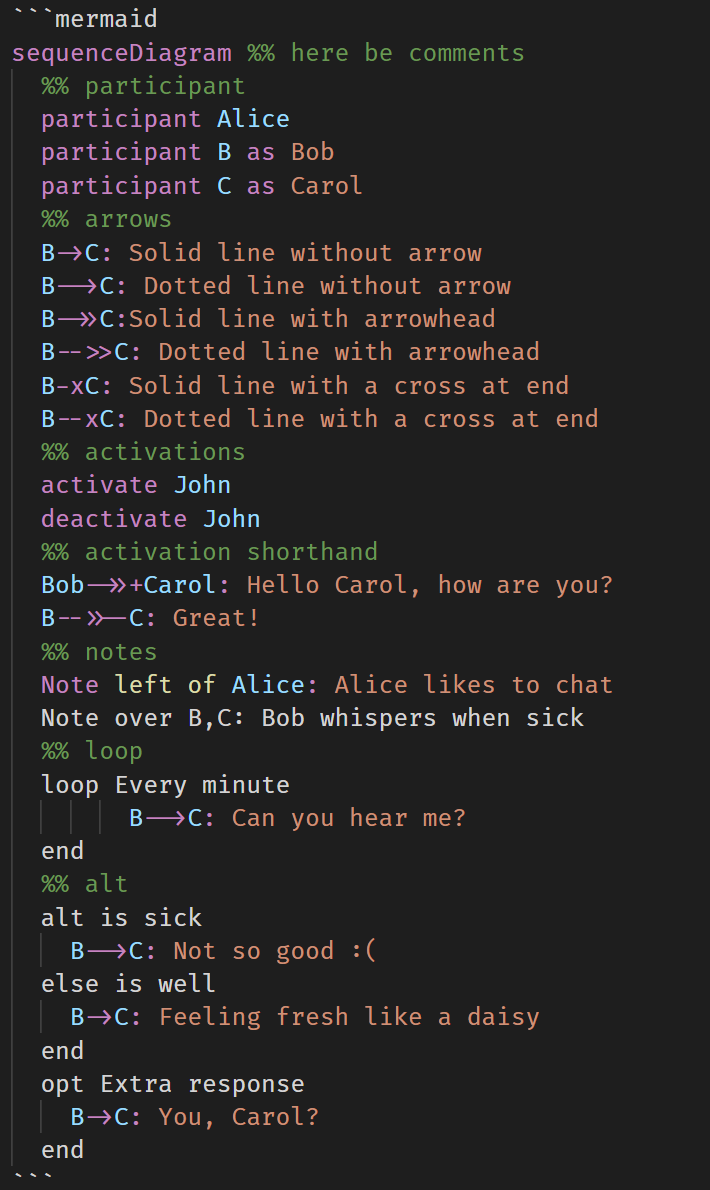 ```mermaid
sequenceDiagram %% here be comments
%% participant
participant Alice
participant B as Bob
participant C as Carol
%% arrows
B->C: Solid line without arrow
B-->C: Dotted line without arrow
B->>C:Solid line with arrowhead
B-->>C: Dotted line with arrowhead
B-xC: Solid line with a cross at end
B--xC: Dotted line with a cross at end
%% activations
activate John
deactivate John
%% activation shorthand
Bob->>+Carol: Hello Carol, how are you?
B-->>-C: Great!
%% notes
Note left of Alice: Alice likes to chat
Note over B,C: Bob whispers when sick
%% loop
loop Every minute
B-->C: Can you hear me?
end
%% alt
alt is sick
B-->C: Not so good :(
else is well
B->C: Feeling fresh like a daisy
end
opt Extra response
B->C: You, Carol?
end
```